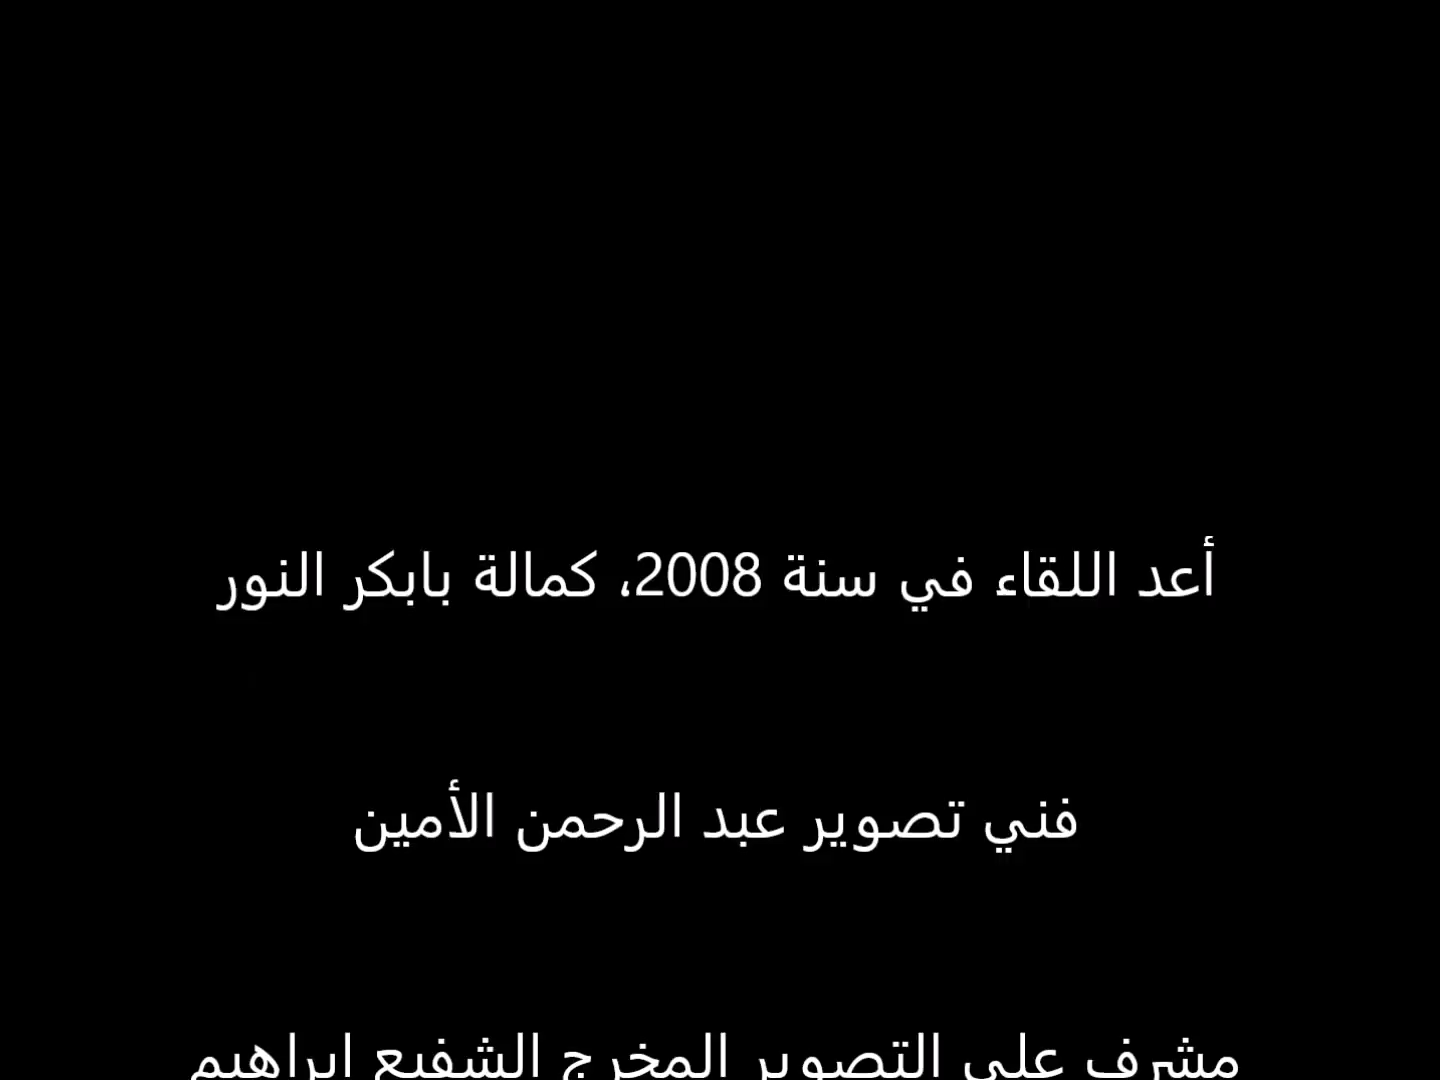 أعد اللقاء في سنة 2008، كمالة بابكر النور
فني تصوير عبد الرحمن الأمين
مشرف على التصوير المخرج الشفيع ابراهيم